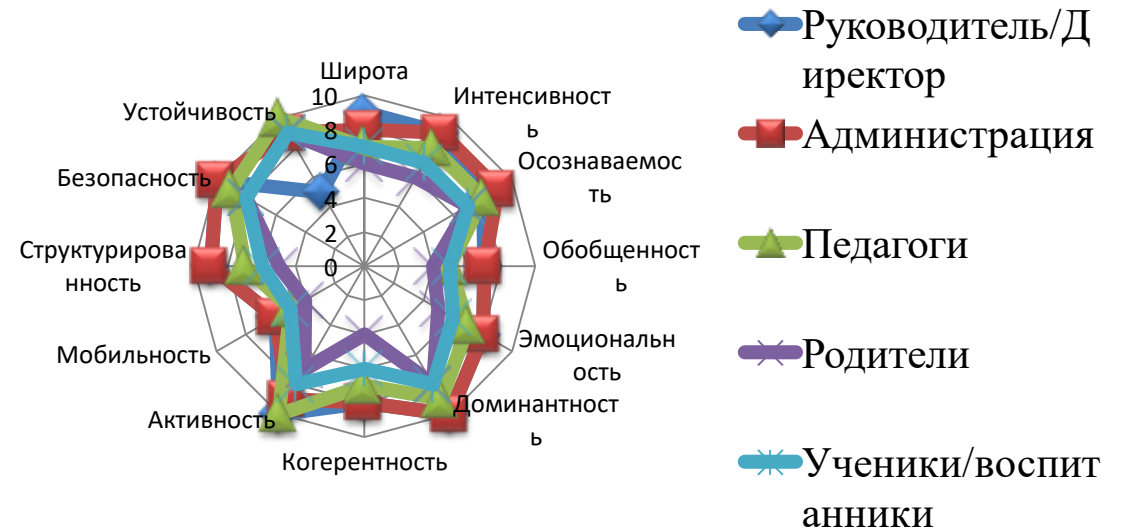 Широта
Интенсивност
ь
Осознаваемос
ть
Обобщенност
ь
Эмоциональн
ость
Доминантност
ь
Когерентность
Активность
Мобильность
Структурирова
нность
Безопасность
Устойчивость
10
8
6
4
2
0
Руководитель/Д
иректор
Администрация
Педагоги
Родители
Ученики/воспит
анники